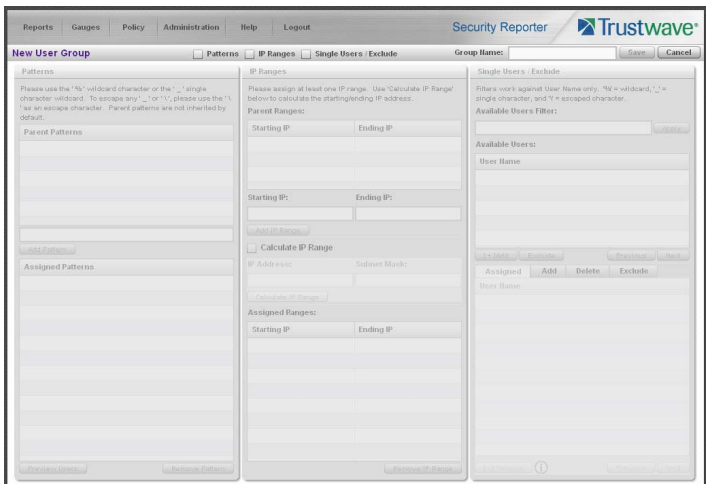 Reports Gauges Policy Administration Help Logout
Security Reporter
Trustwave®
New User Group
Patterns
IP Ranges
Single Users / Exclude
Group Name:
Save
Cancel
Patterns
Please use the '%' wildcard character or the ' _ ' single
character wildcard. To escape any ' _ ' or '\', please use the '\
' as an escape character. Parent patterns are not inherited by
default.
Parent Patterns
Add Pattern
Assigned Patterns
Preview Users
Remove Pattern
IP Ranges
Please assign at least one IP range. Use 'Calculate IP Range'
below to calculate the starting/ending IP address.
Parent Ranges:
Starting IP Ending IP
Starting IP: Ending IP:
Add IP Range
Calculate IP Range
IP Address: Subnet Mask:
Calculate IP Range
Assigned Ranges:
Starting IP Ending IP
Remove IP Range
Single Users / Exclude
Filters work against User Name only. '%' = wildcard, '_' =
single character, and '\' = escaped character.
Available Users Filter:
Apply
Available Users:
User Name
[+] Add
Exclude
Previous
Next
Assigned Add Delete Exclude
User Name
Previous
Next